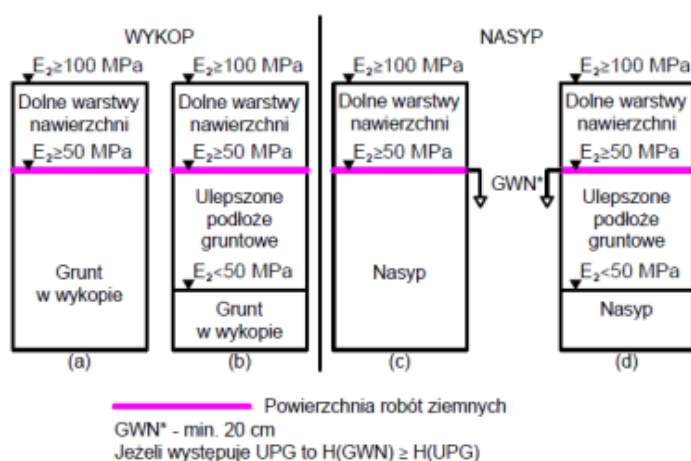 WYKOP
NASYP
E₂≥100 MPa
E₂≥100 MPa
E₂≥100 MPa
E₂≥100 MPa
Dolne warstwy
nawierzchni
Dolne warstwy
nawierzchni
Dolne warstwy
nawierzchni
Dolne warstwy
nawierzchni
E₂≥50 MPa
E₂≥50 MPa
E₂≥50 MPa
E₂≥50 MPa
GWN*
Grunt
w wykopie
Ulepszone
podłoże
gruntowe
Nasyp
Ulepszone
podłoże
gruntowe
E₂<50 MPa
E₂<50 MPa
Grunt
w wykopie
Nasyp
(a)
(b)
(c)
(d)
Powierzchnia robót ziemnych
GWN* - min. 20 cm
Jeżeli występuje UPG to H(GWN) ≥ H(UPG)